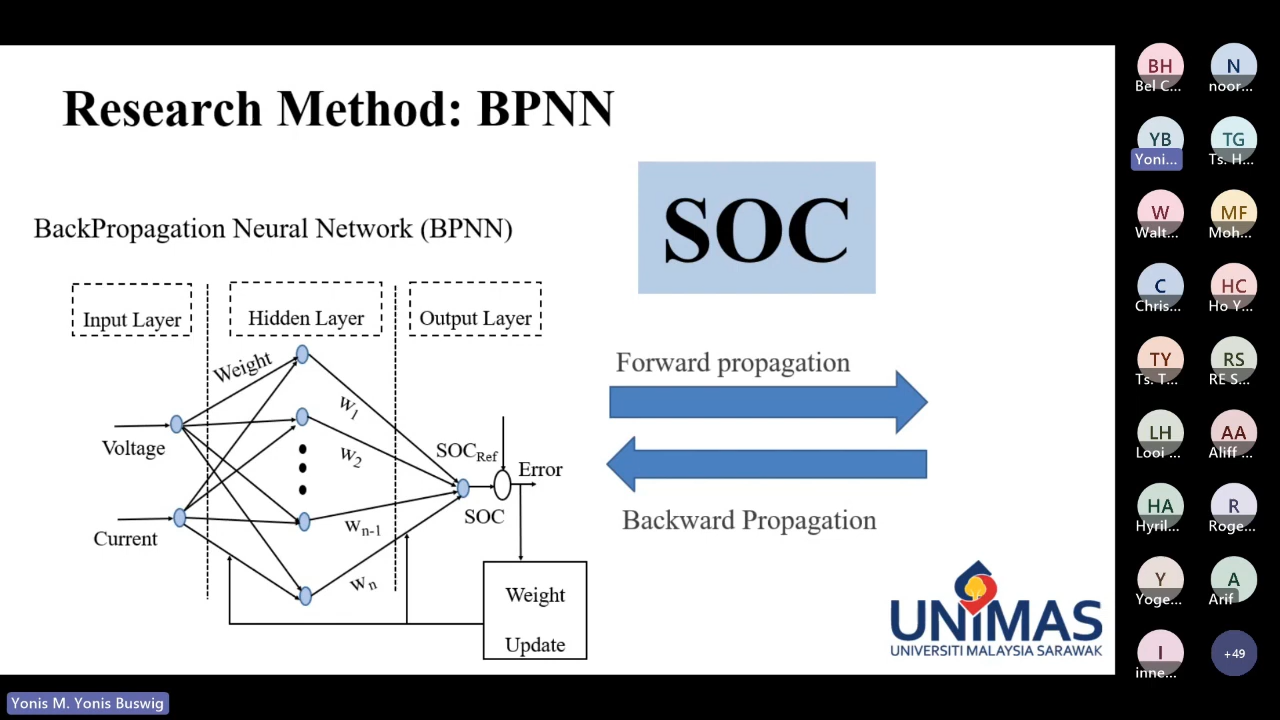 Research Method: BPNN
SOC
BackPropagation Neural Network (BPNN)
Input Layer
Hidden Layer
Output Layer
Weight
w1
w2
wn-1
wn
Voltage
Current
SOCRef
Error
SOC
Weight
Update
Forward propagation
Backward Propagation
UNIMAS
UNIVERSITI MALAYSIA SARAWAK
BH
Bel C...
N
noor...
YB
Yoni...
TG
Ts. H...
W
Walt...
MF
Moh...
C
Chris...
HC
Ho Y...
TY
Ts. T...
RS
RE S...
LH
Looi ...
AA
Aliff ...
HA
Hyril...
R
Roge...
Y
Yoge...
A
Arif
I
inne...
+49
Yonis M. Yonis Buswig